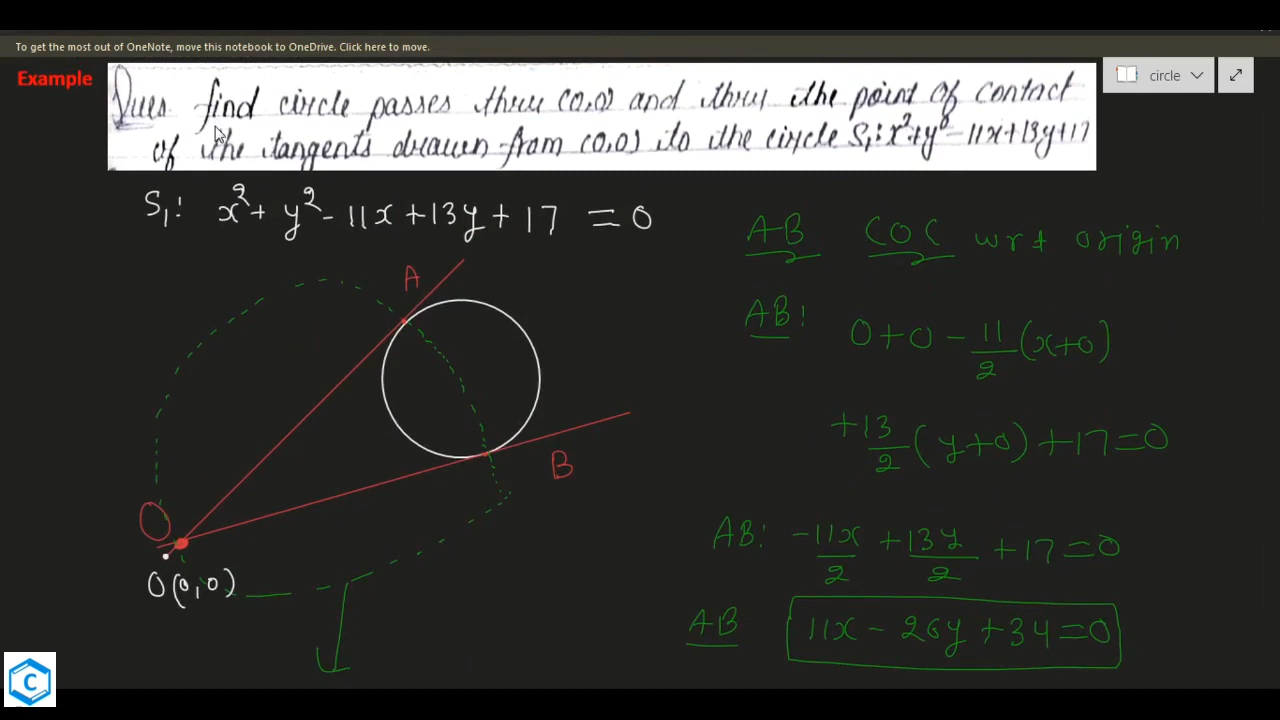 To get the most out of OneNote, move this notebook to OneDrive. Click here to move.
Example
circle
Ques find circle passes thru (0,0) and thru the point of contact
of the tangents drawn from (0,0) to the circle S₁: x²+y²-11x+13y+17
S₁: x² + y² - 11x + 13y + 17 = 0
AB COC wrt origin
A
AB: 0+0 - 11/2 (x+0)
+13/2 (y+0) + 17 = 0
B
O
AB: -11x/2 + 13y/2 + 17 = 0
O(0,0)
AB 11x - 26y + 34 = 0
C